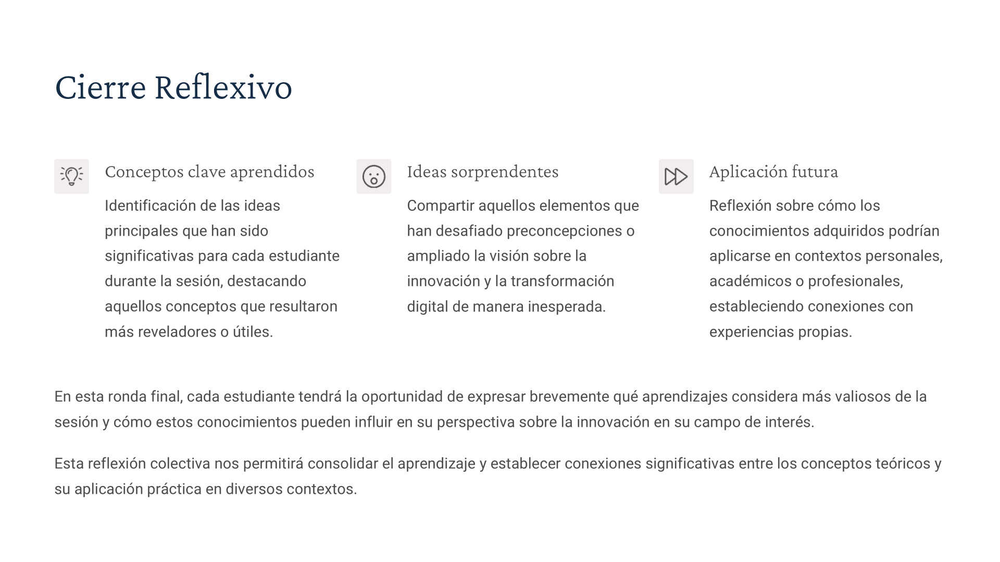 Cierre Reflexivo
Conceptos clave aprendidos
Identificación de las ideas
principales que han sido
significativas para cada estudiante
durante la sesión, destacando
aquellos conceptos que resultaron
más reveladores o útiles.
Ideas sorprendentes
Compartir aquellos elementos que
han desafiado preconcepciones o
ampliado la visión sobre la
innovación y la transformación
digital de manera inesperada.
Aplicación futura
Reflexión sobre cómo los
conocimientos adquiridos podrían
aplicarse en contextos personales,
académicos o profesionales,
estableciendo conexiones con
experiencias propias.
En esta ronda final, cada estudiante tendrá la oportunidad de expresar brevemente qué aprendizajes considera más valiosos de la
sesión y cómo estos conocimientos pueden influir en su perspectiva sobre la innovación en su campo de interés.
Esta reflexión colectiva nos permitirá consolidar el aprendizaje y establecer conexiones significativas entre los conceptos teóricos y
su aplicación práctica en diversos contextos.